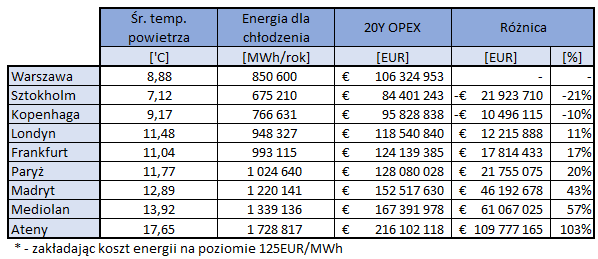 Śr. temp. powietrza Energia dla chłodzenia 20Y OPEX Różnica
['C] [MWh/rok] [EUR] [EUR] [%]
Warszawa 8,88 850 600 € 106 324 953 - -
Sztokholm 7,12 675 210 € 84 401 243 -€ 21 923 710 -21%
Kopenhaga 9,17 766 631 € 95 828 838 -€ 10 496 115 -10%
Londyn 11,48 948 327 € 118 540 840 € 12 215 888 11%
Frankfurt 11,04 993 115 € 124 139 385 € 17 814 433 17%
Paryż 11,77 1 024 640 € 128 080 028 € 21 755 075 20%
Madryt 12,89 1 220 141 € 152 517 630 € 46 192 678 43%
Mediolan 13,92 1 339 136 € 167 391 978 € 61 067 025 57%
Ateny 17,65 1 728 817 € 216 102 118 € 109 777 165 103%
* - zakładając koszt energii na poziomie 125EUR/MWh